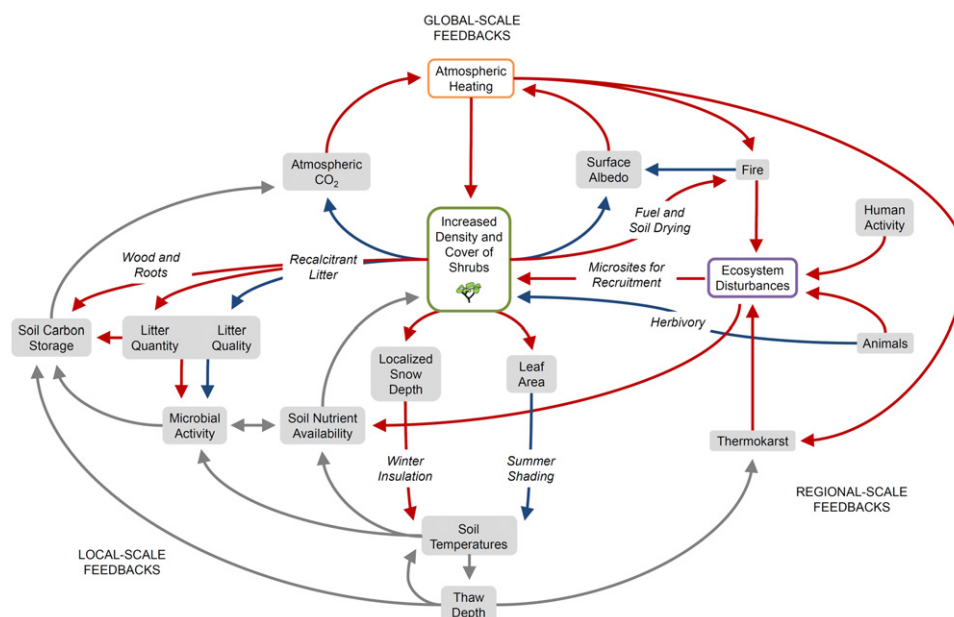 GLOBAL-SCALE
FEEDBACKS
Atmospheric
Heating
Atmospheric
CO₂
Surface
Albedo
Fire
Human
Activity
Increased
Density and
Cover of
Shrubs
Fuel and
Soil Drying
Wood and
Roots
Recalcitrant
Litter
Microsites for
Recruitment
Ecosystem
Disturbances
Herbivory
Animals
Soil Carbon
Storage
Litter
Quantity
Litter
Quality
Localized
Snow
Depth
Leaf
Area
Microbial
Activity
Soil Nutrient
Availability
Thermokarst
Winter
Insulation
Summer
Shading
REGIONAL-SCALE
FEEDBACKS
Soil
Temperatures
LOCAL-SCALE
FEEDBACKS
Thaw
Depth